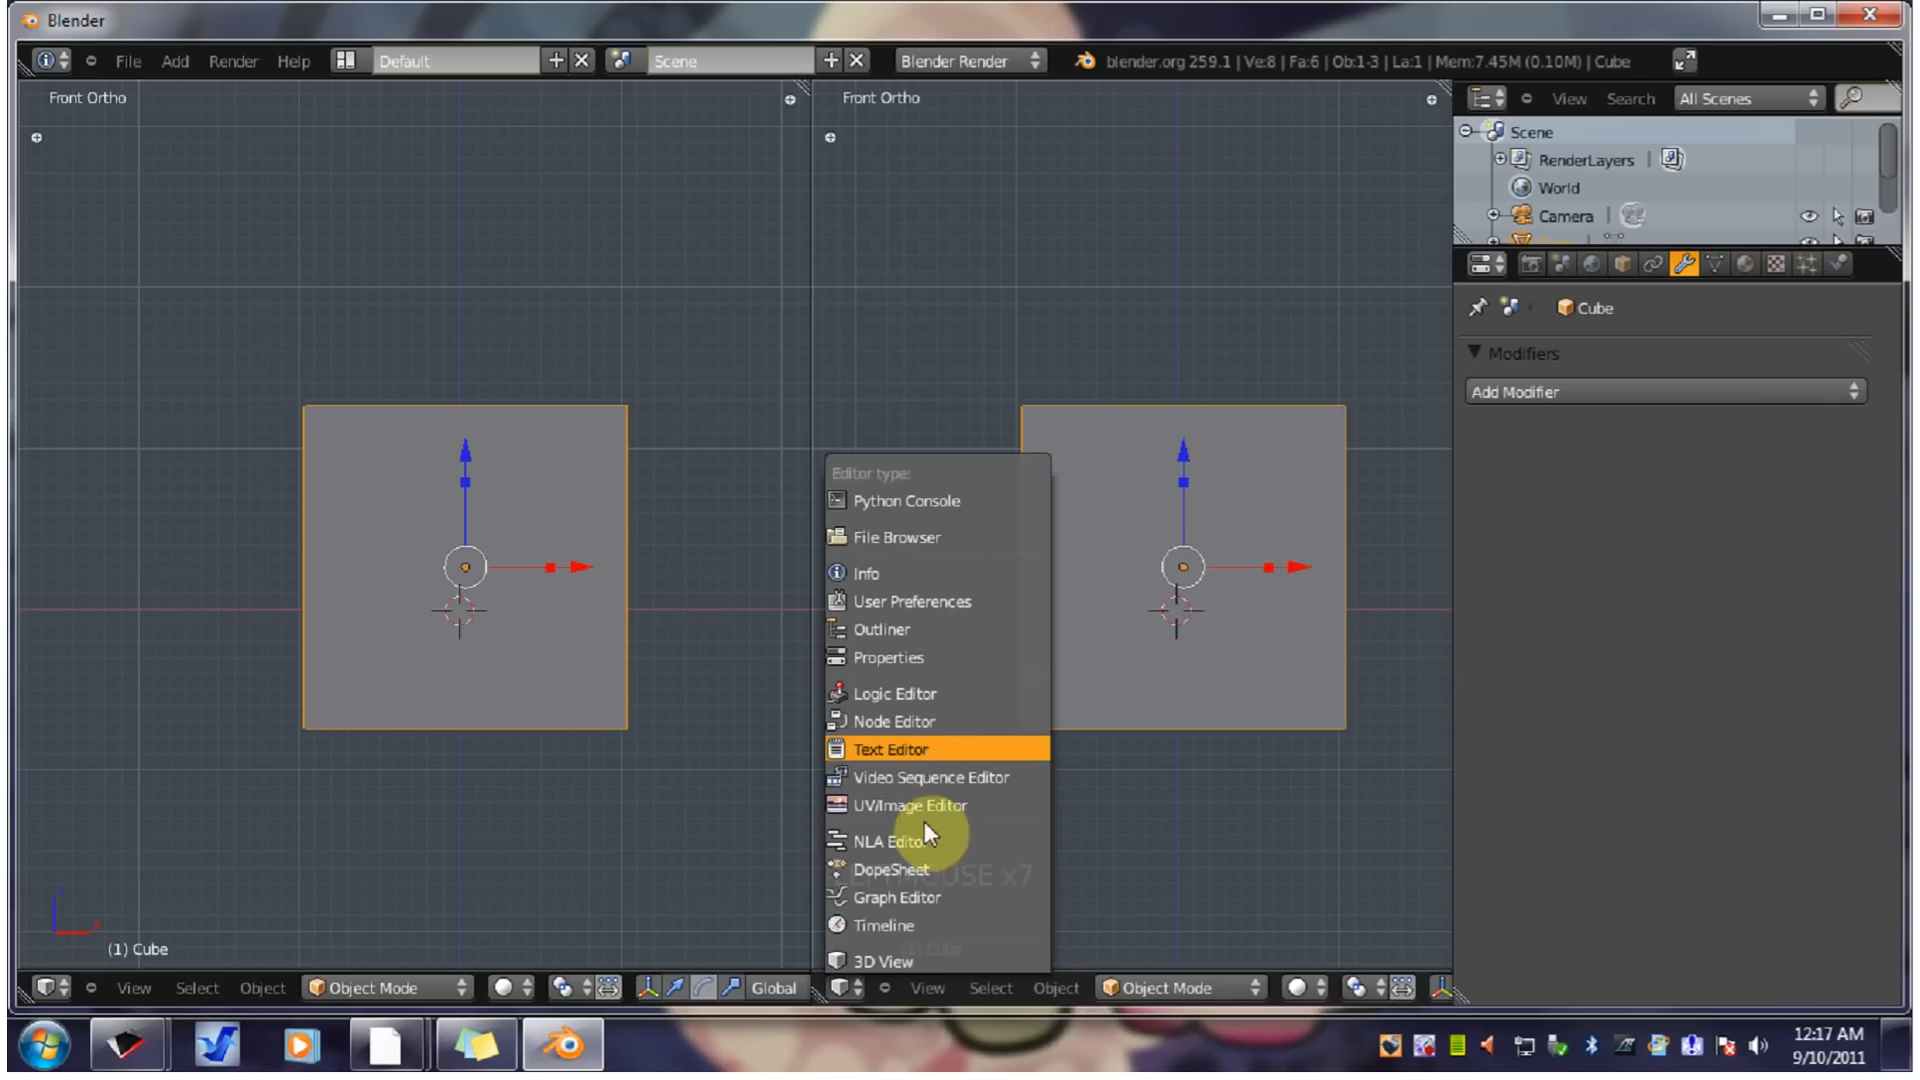 Blender
File Add Render Help Default Scene Blender Render blender.org 259.1 | Ve:8 | Fa:6 | Ob:1-3 | La:1 | Mem:7.45M (0.10M) | Cube
Front Ortho
Front Ortho
View Search All Scenes
Scene
RenderLayers
World
Camera
Cube
Modifiers
Add Modifier
Editor type:
Python Console
File Browser
Info
User Preferences
Outliner
Properties
Logic Editor
Node Editor
Text Editor
Video Sequence Editor
UV/Image Editor
NLA Editor
DopeSheet
x7
Graph Editor
Timeline
3D View
(1) Cube
View Select Object Object Mode Global
View Select Object Object Mode
12:17 AM
9/10/2011